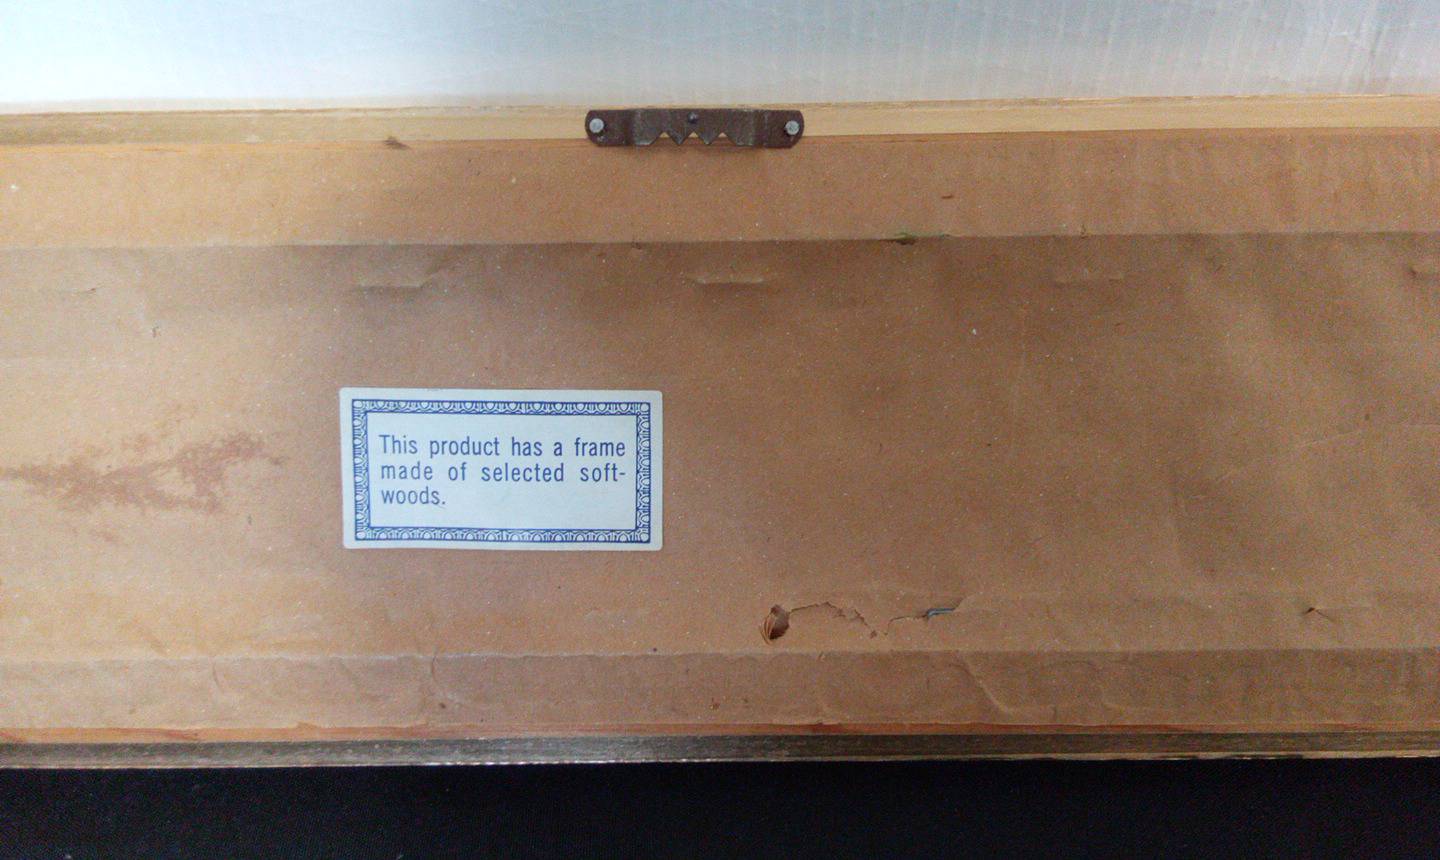 This product has a frame
made of selected soft-
woods.